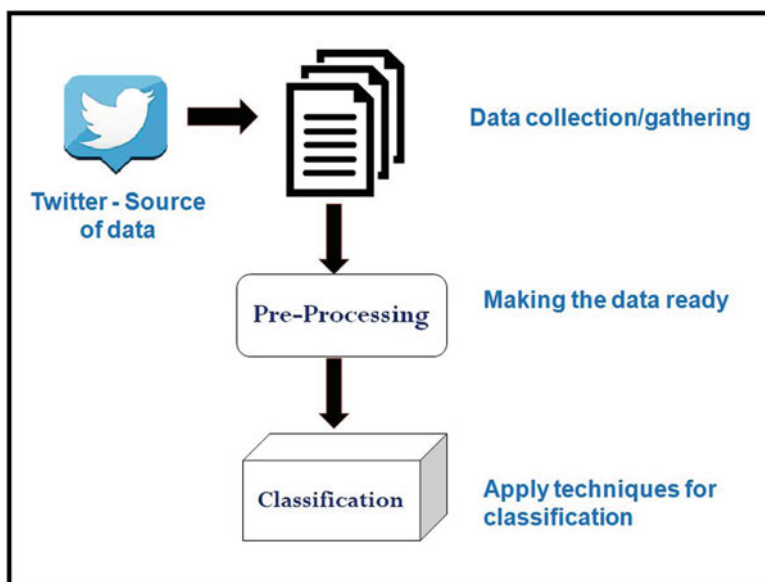 Data collection/gathering
Twitter - Source
of data
Pre-Processing
Making the data ready
Classification
Apply techniques for
classification